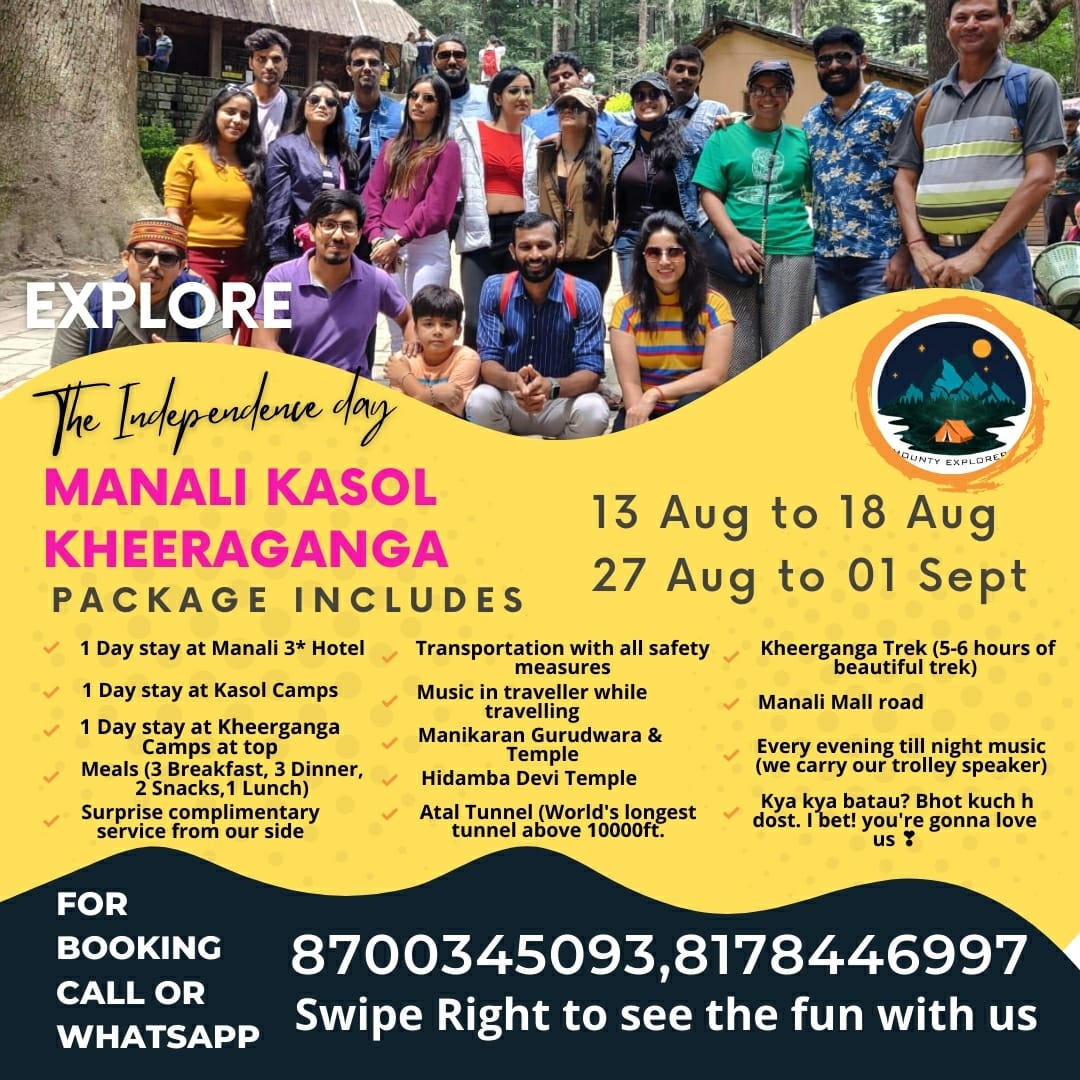 EXPLORE
The Independence day
MANALI KASOL
KHEERAGANGA
PACKAGE INCLUDES
MOUNTY EXPLORER
13 Aug to 18 Aug
27 Aug to 01 Sept
1 Day stay at Manali 3* Hotel
1 Day stay at Kasol Camps
1 Day stay at Kheerganga
Camps at top
Meals (3 Breakfast, 3 Dinner,
2 Snacks,1 Lunch)
Surprise complimentary
service from our side
Transportation with all safety
measures
Music in traveller while
travelling
Manikaran Gurudwara &
Temple
Hidamba Devi Temple
Atal Tunnel (World's longest
tunnel above 10000ft.
Kheerganga Trek (5-6 hours of
beautiful trek)
Manali Mall road
Every evening till night music
(we carry our trolley speaker)
Kya kya batau? Bhot kuch h
dost. I bet! you're gonna love
us ❣
FOR
BOOKING
CALL OR
WHATSAPP
8700345093,8178446997
Swipe Right to see the fun with us